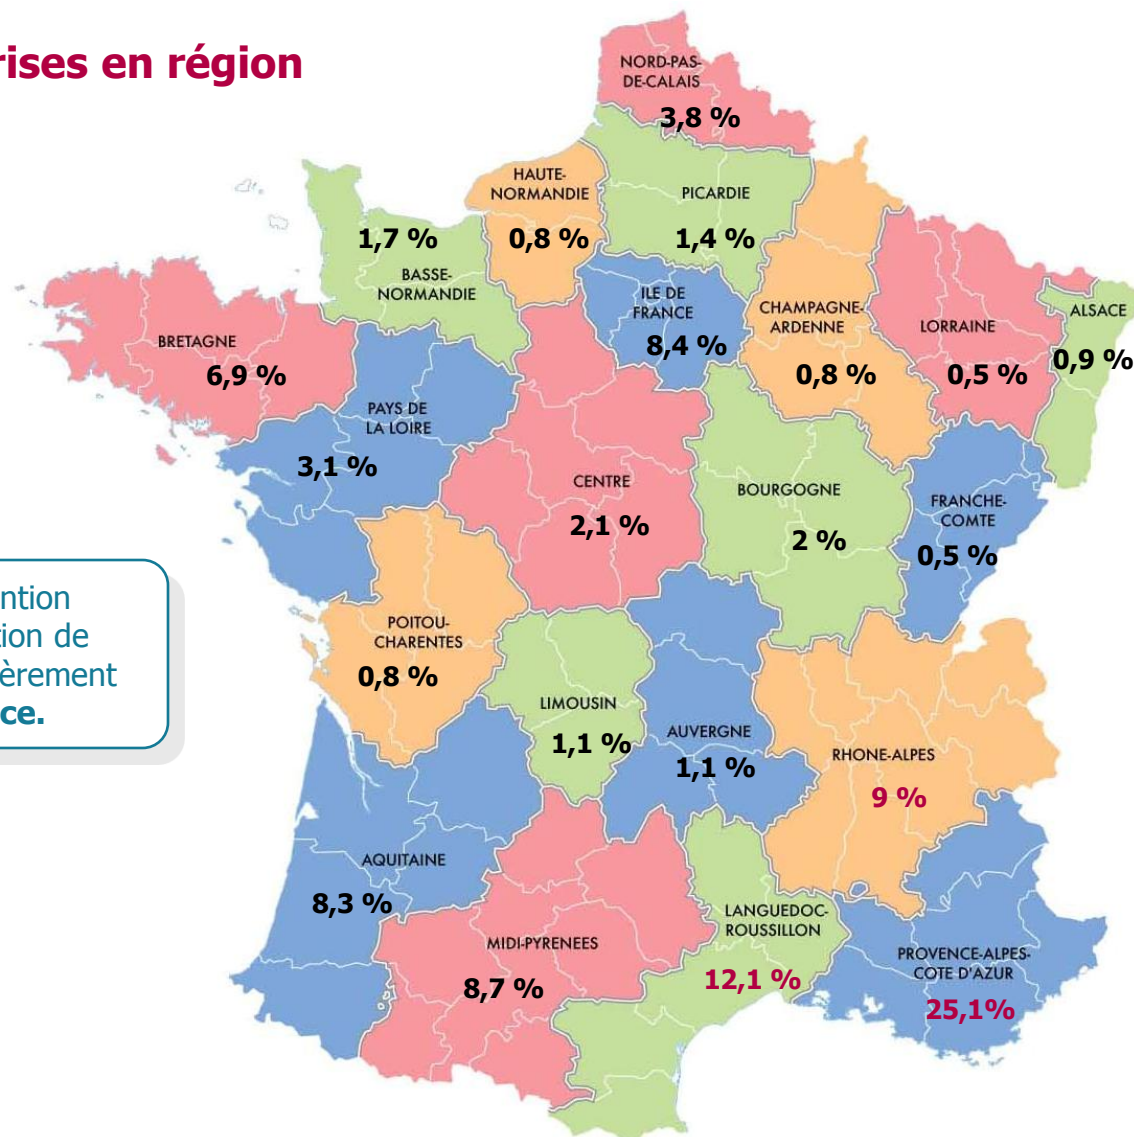 rises en région
NORD-PAS-
DE-CALAIS
3,8 %
HAUTE-
NORMANDIE
0,8 %
PICARDIE
1,4 %
1,7 %
BASSE-
NORMANDIE
ILE DE
FRANCE
8,4 %
CHAMPAGNE-
ARDENNE
0,8 %
LORRAINE
0,5 %
ALSACE
0,9 %
BRETAGNE
6,9 %
PAYS DE
LA LOIRE
3,1 %
CENTRE
2,1 %
BOURGOGNE
2 %
FRANCHE-
COMTE
0,5 %
ntion
tion de
ièrement
ce.
POITOU-
CHARENTES
0,8 %
LIMOUSIN
1,1 %
AUVERGNE
1,1 %
RHONE-ALPES
9 %
AQUITAINE
8,3 %
MIDI-PYRENEES
8,7 %
LANGUEDOC-
ROUSSILLON
12,1 %
PROVENCE-ALPES-
COTE D'AZUR
25,1%